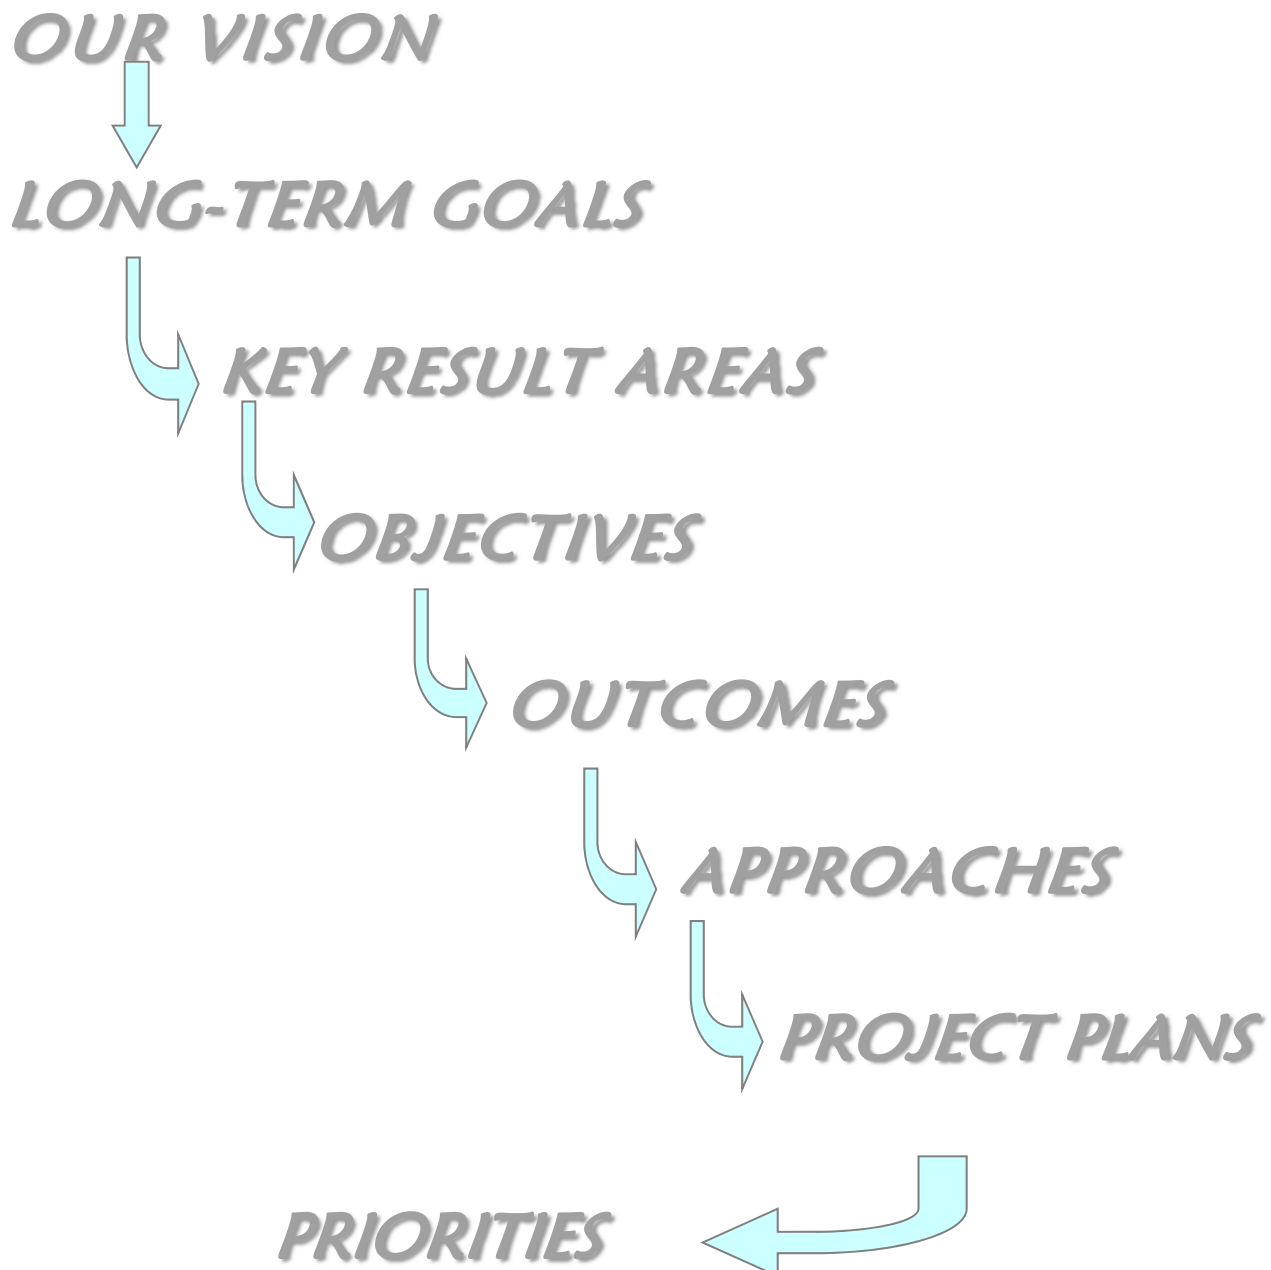 OUR VISION
LONG-TERM GOALS
KEY RESULT AREAS
OBJECTIVES
OUTCOMES
APPROACHES
PROJECT PLANS
PRIORITIES